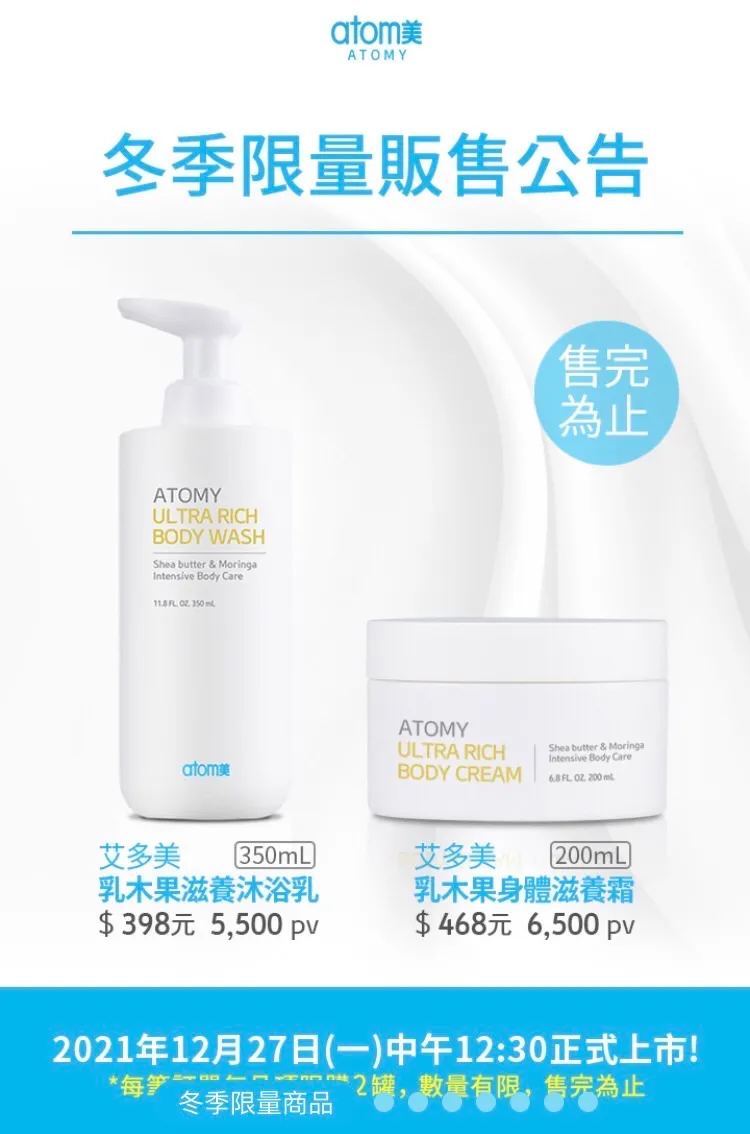 atom美
ATOMY
冬季限量販售公告
售完
為止
ATOMY
ULTRA RICH
BODY WASH
Shea butter & Moringa
Intensive Body Care
11.8 FL. OZ. 350 mL
atom美
ATOMY
ULTRA RICH
BODY CREAM
Shea butter & Moringa
Intensive Body Care
6.8 FL. OZ. 200 mL
艾多美 350mL
乳木果滋養沐浴乳
$ 398元 5,500 pv
艾多美 200mL
乳木果身體滋養霜
$ 468元 6,500 pv
2021年12月27日(一)中午12:30正式上市!
*每筆 2罐，數量有限，售完為止
冬季限量商品